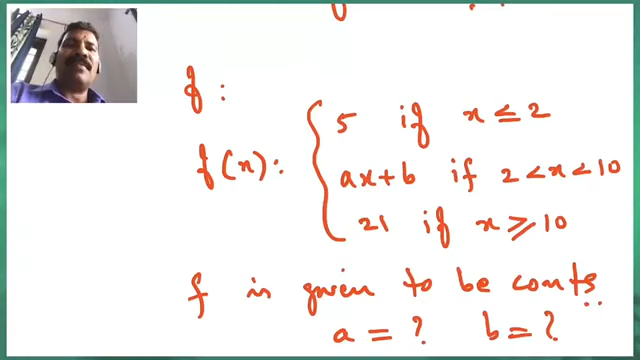 f :
f(x) : { 5 if x ≤ 2
ax+b if 2 < x < 10
21 if x ≥ 10
f is given to be conts
a = ? b = ?